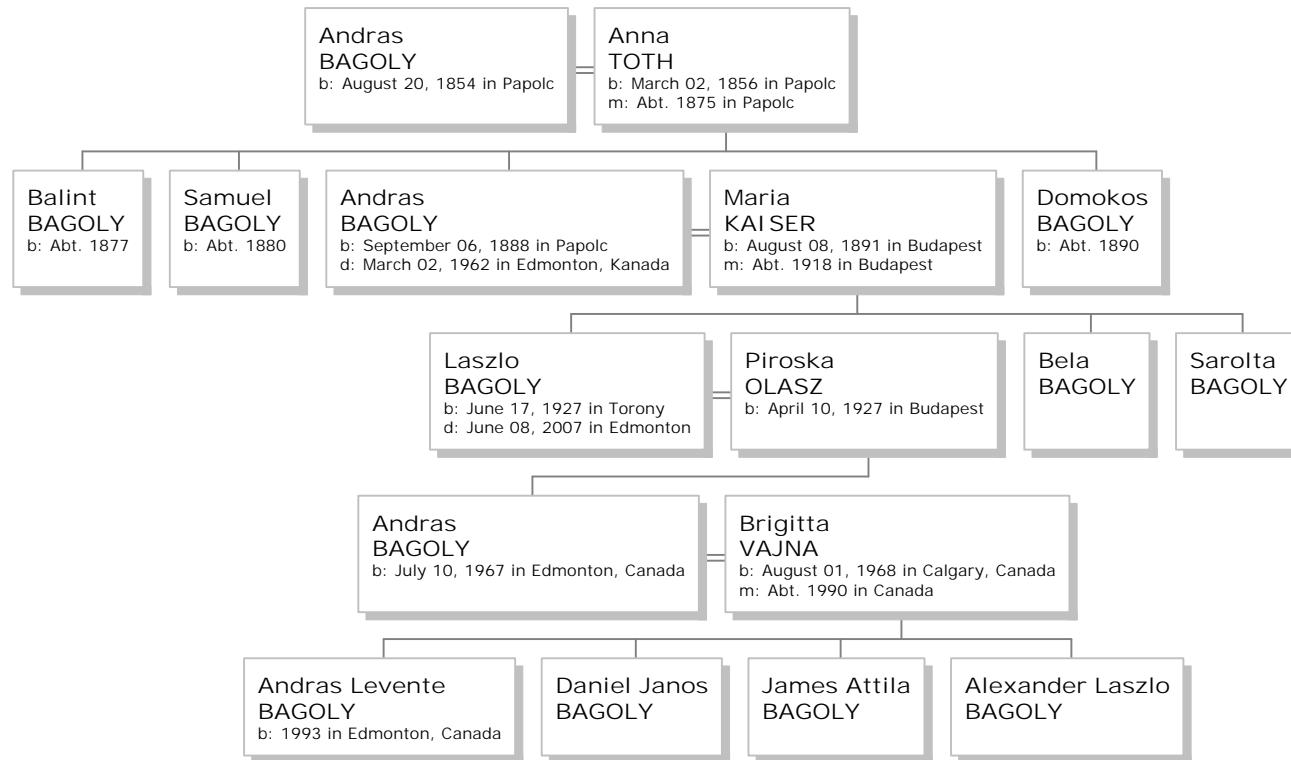 Andras
BAGOLY
b: August 20, 1854 in Papolc
Anna
TOTH
b: March 02, 1856 in Papolc
m: Abt. 1875 in Papolc
Balint
BAGOLY
b: Abt. 1877
Samuel
BAGOLY
b: Abt. 1880
Andras
BAGOLY
b: September 06, 1888 in Papolc
d: March 02, 1962 in Edmonton, Kanada
Maria
KAISER
b: August 08, 1891 in Budapest
m: Abt. 1918 in Budapest
Domokos
BAGOLY
b: Abt. 1890
Laszlo
BAGOLY
b: June 17, 1927 in Torony
d: June 08, 2007 in Edmonton
Piroska
OLASZ
b: April 10, 1927 in Budapest
Bela
BAGOLY
Sarolta
BAGOLY
Andras
BAGOLY
b: July 10, 1967 in Edmonton, Canada
Brigitta
VAJNA
b: August 01, 1968 in Calgary, Canada
m: Abt. 1990 in Canada
Andras Levente
BAGOLY
b: 1993 in Edmonton, Canada
Daniel Janos
BAGOLY
James Attila
BAGOLY
Alexander Laszlo
BAGOLY